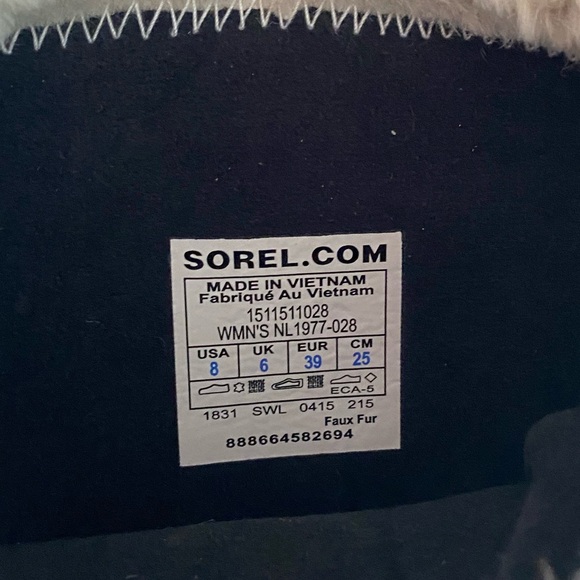 SOREL.COM
MADE IN VIETNAM
Fabriqué Au Vietnam
1511511028
WMN'S NL1977-028
USA UK EUR CM
8 6 39 25
ECA-5
1831 SWL 0415 215
Faux Fur
888664582694